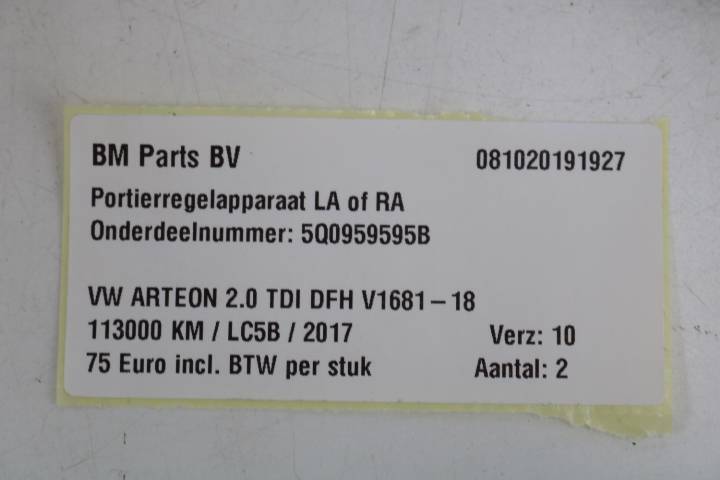 BM Parts BV 081020191927
Portierregelapparaat LA of RA
Onderdeelnummer: 5Q0959595B
VW ARTEON 2.0 TDI DFH V1681-18
113000 KM / LC5B / 2017 Verz: 10
75 Euro incl. BTW per stuk Aantal: 2